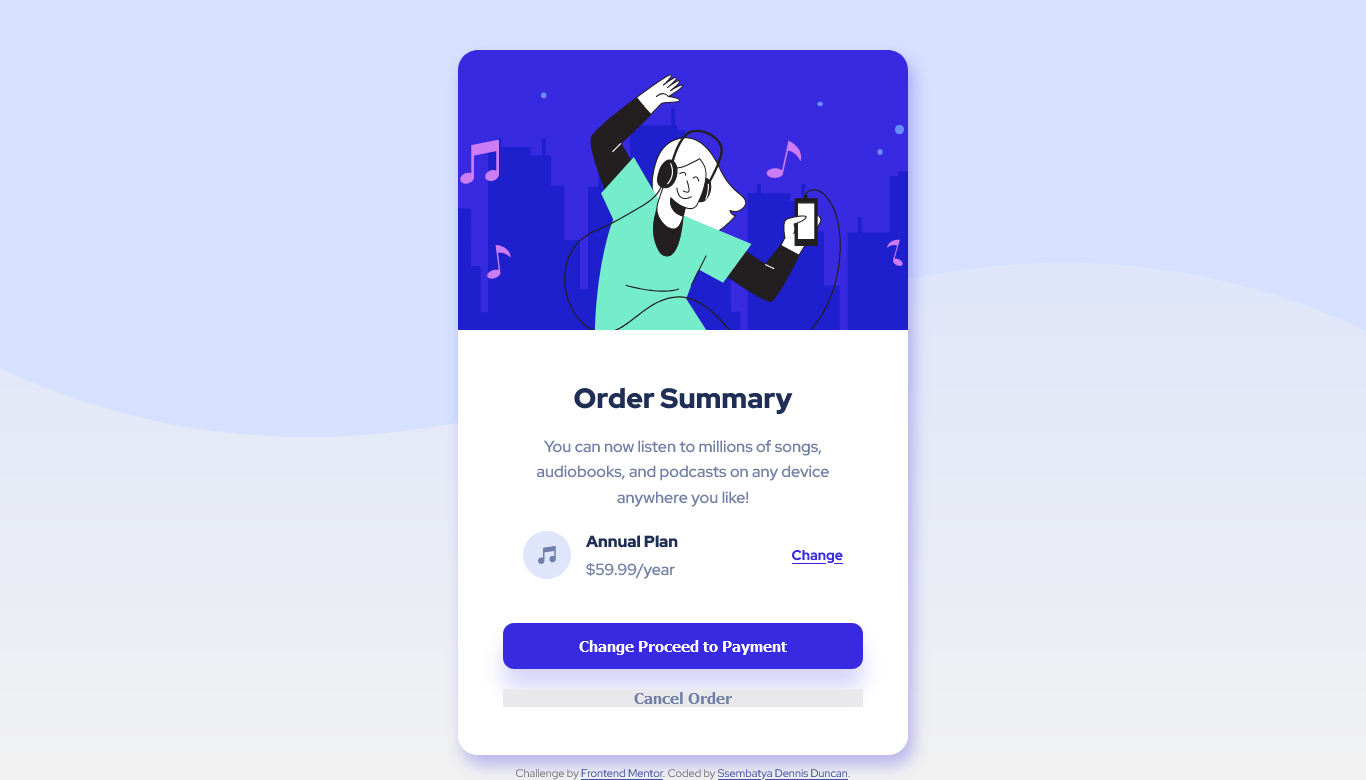 Order Summary
You can now listen to millions of songs,
audiobooks, and podcasts on any device
anywhere you like!
Annual Plan
$59.99/year
Change
Change Proceed to Payment
Cancel Order
Challenge by Frontend Mentor. Coded by Ssembatya Dennis Duncan.